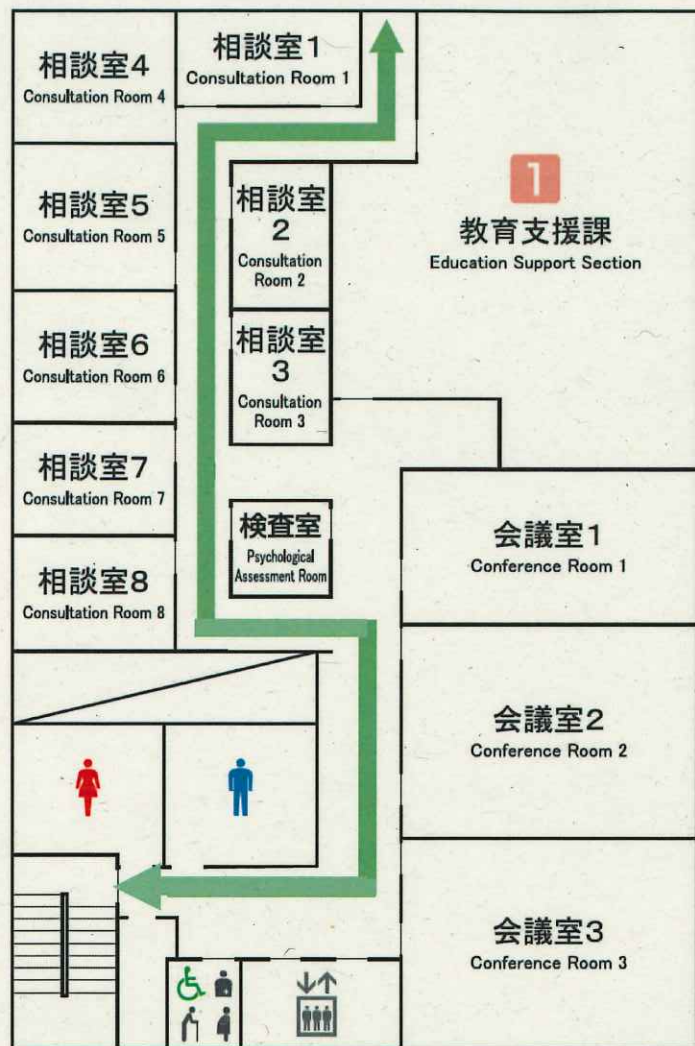 相談室4
Consultation Room 4
相談室1
Consultation Room 1
相談室5
Consultation Room 5
相談室
2
Consultation
Room 2
1
教育支援課
Education Support Section
相談室6
Consultation Room 6
相談室
3
Consultation
Room 3
相談室7
Consultation Room 7
検査室
Psychological
Assessment Room
会議室1
Conference Room 1
相談室8
Consultation Room 8
会議室2
Conference Room 2
会議室3
Conference Room 3